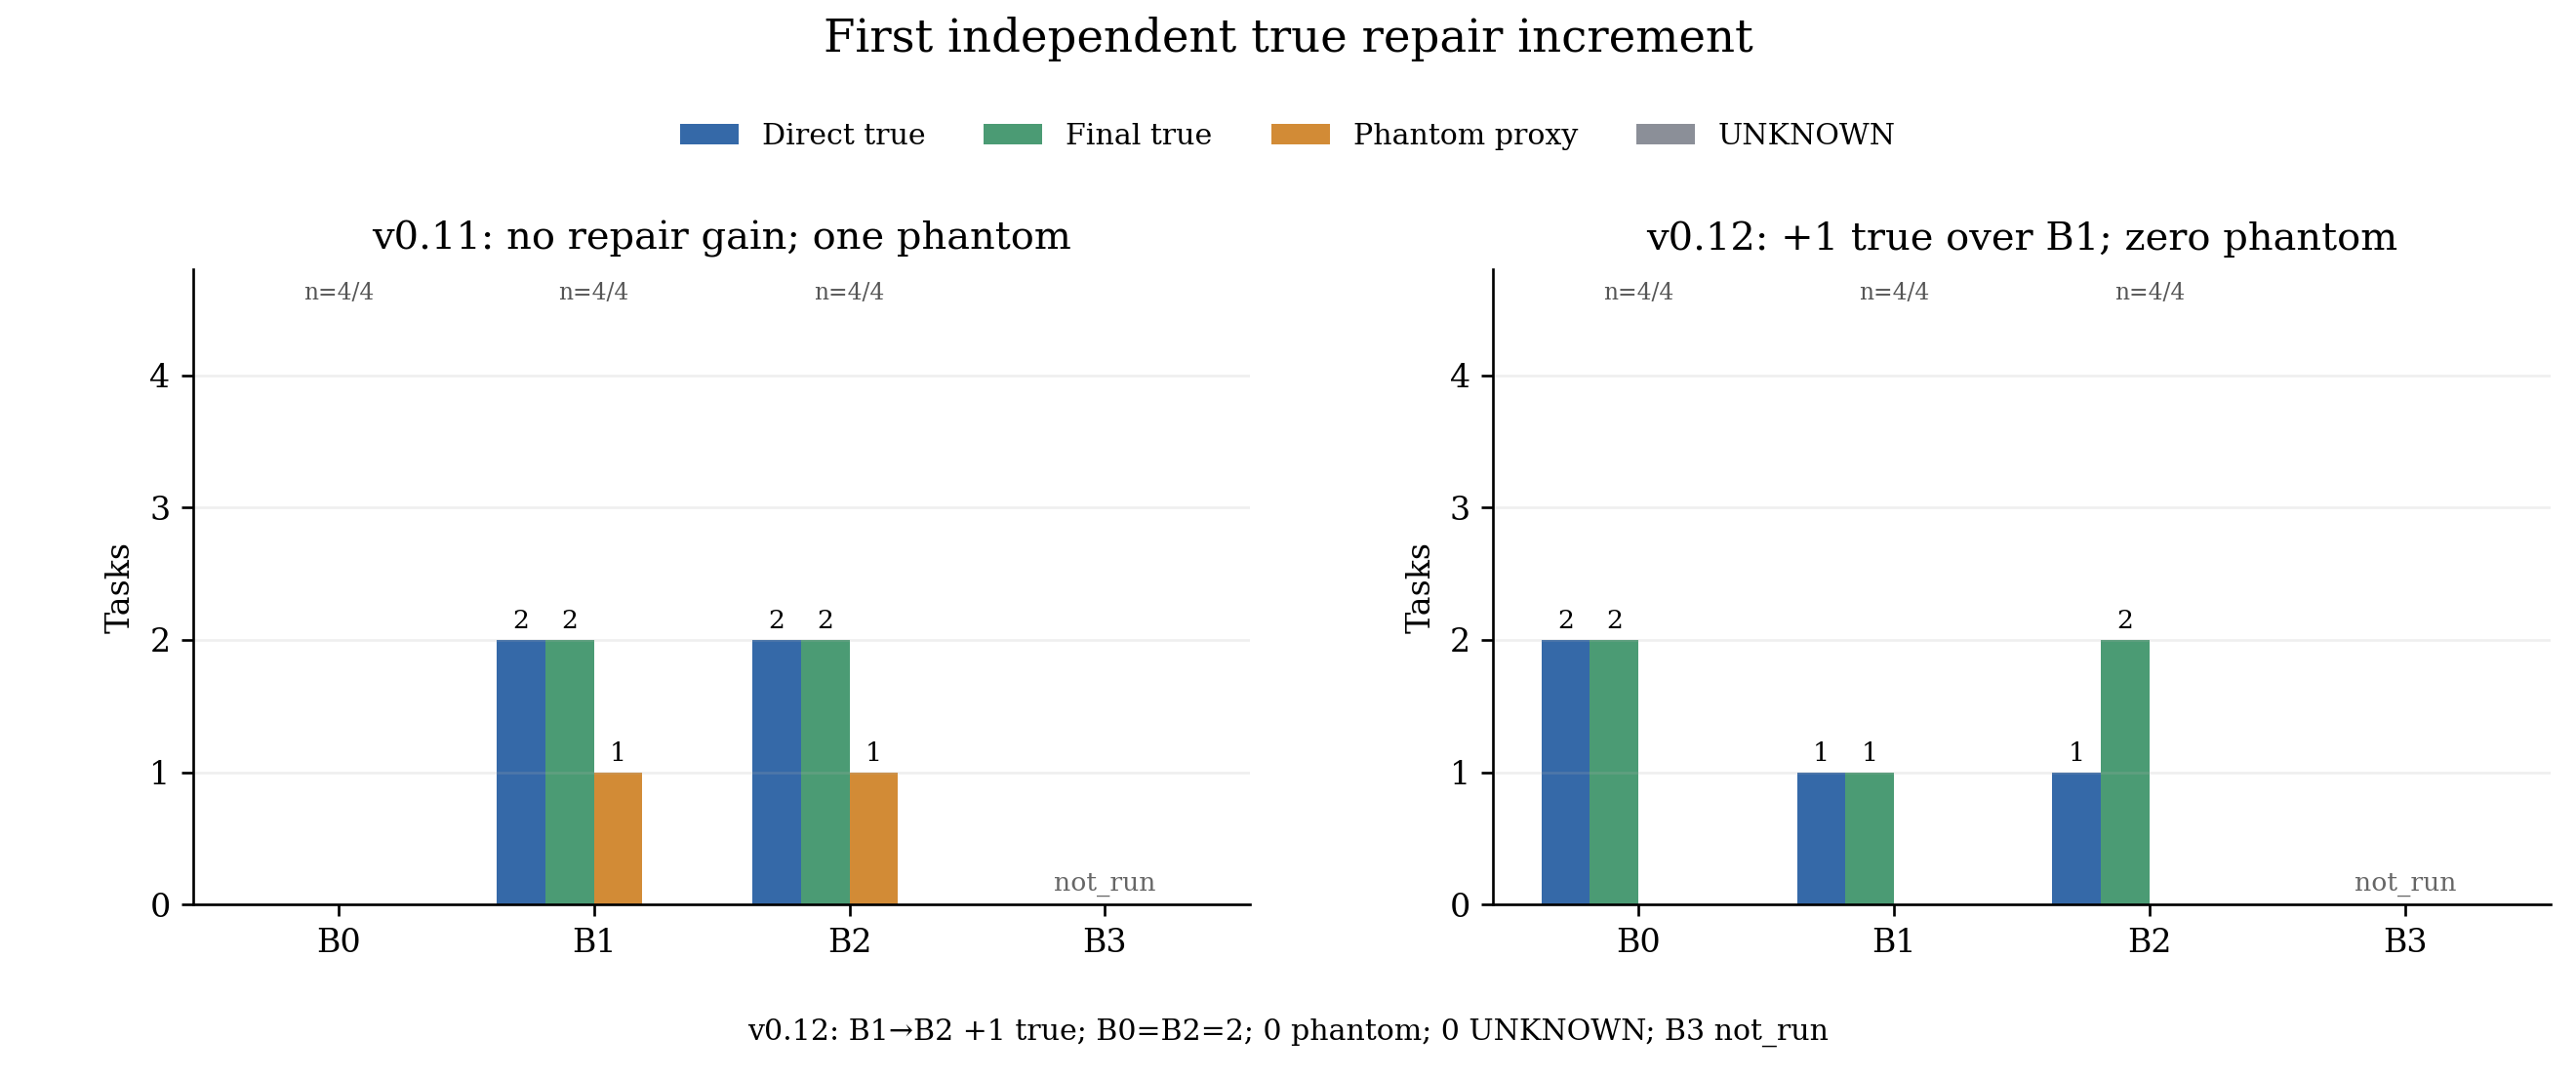 First independent true repair increment
Direct true Final true Phantom proxy UNKNOWN
v0.11: no repair gain; one phantom
n=4/4 n=4/4 n=4/4
4
3
2
1
0
Tasks
2 2 1
2 2 1
not_run
B0 B1 B2 B3
v0.12: +1 true over B1; zero phantom
n=4/4 n=4/4 n=4/4
4
3
2
1
0
Tasks
2 2
1 1
1 2
not_run
B0 B1 B2 B3
v0.12: B1→B2 +1 true; B0=B2=2; 0 phantom; 0 UNKNOWN; B3 not_run